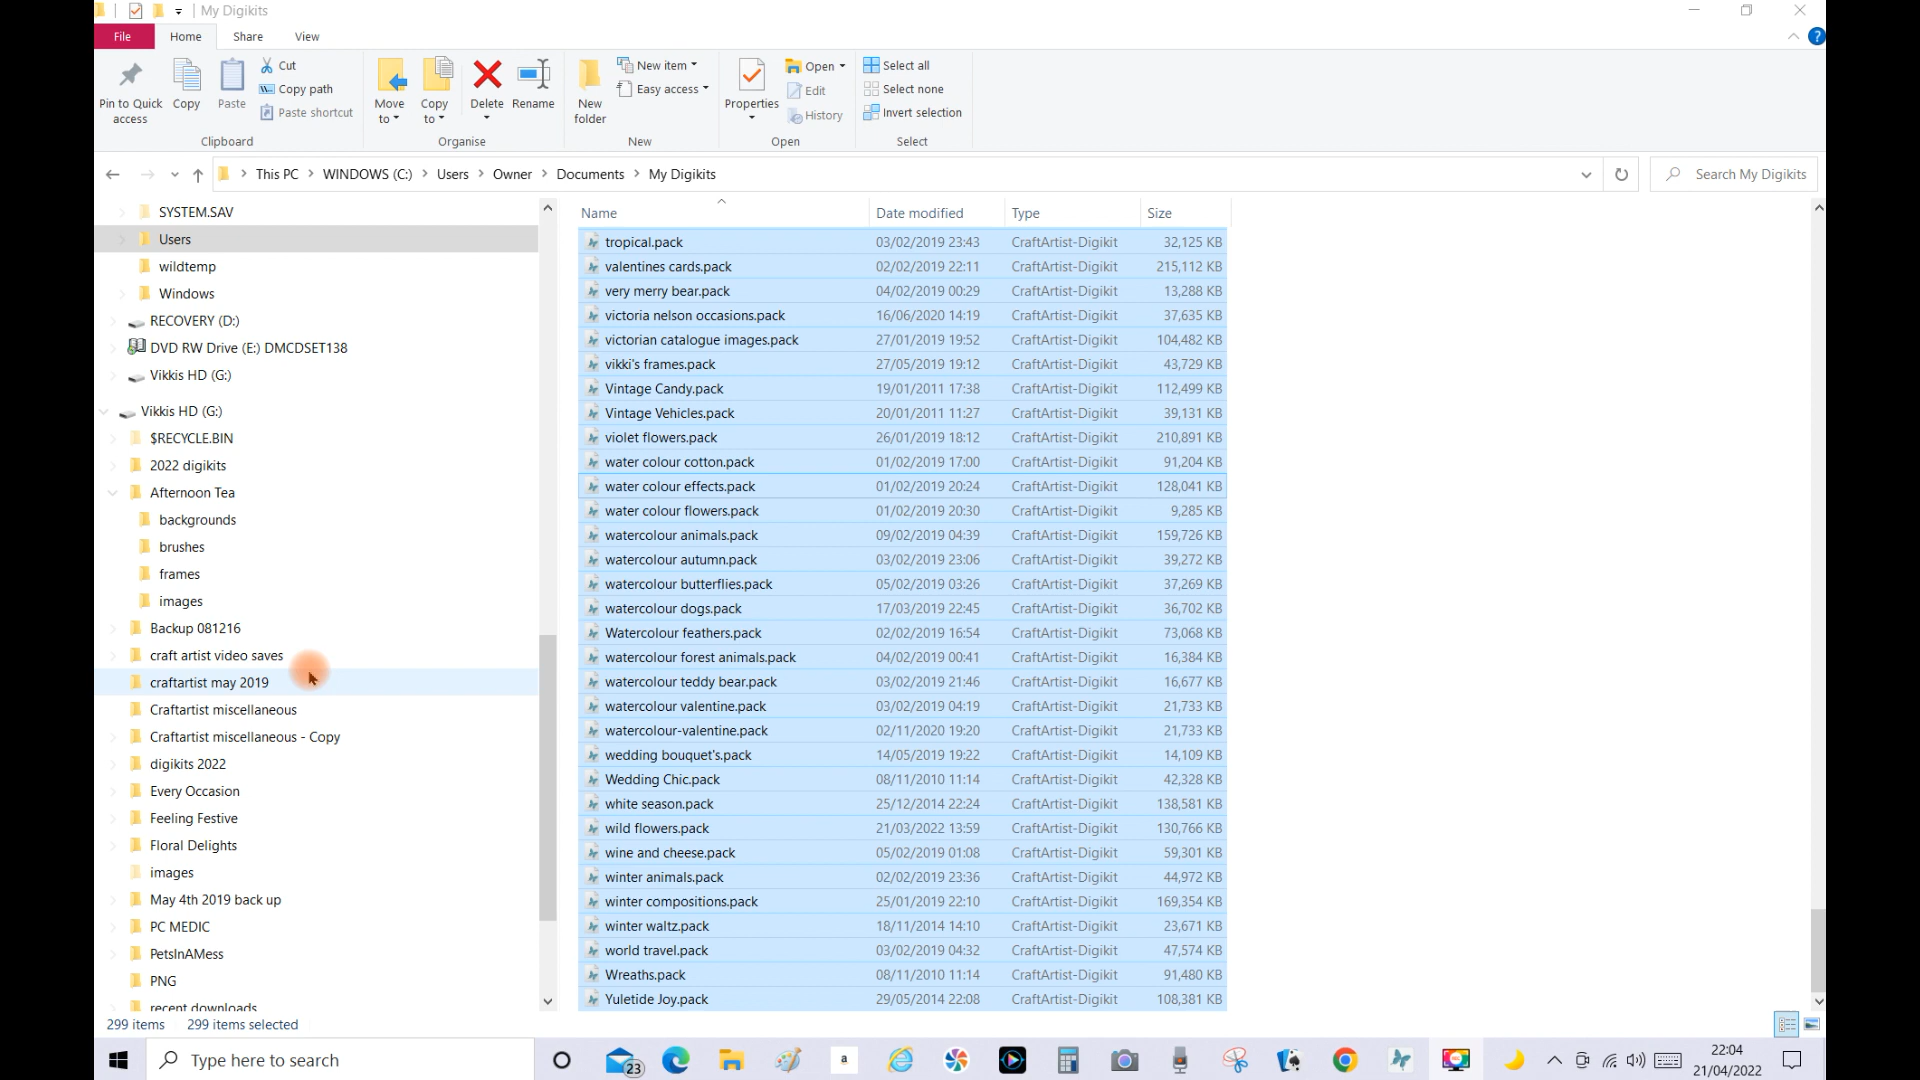 My Digikits
File Home Share View
Pin to Quick access
Copy
Paste
Cut
Copy path
Paste shortcut
Clipboard
Move to
Copy to
Delete
Rename
Organise
New folder
New item
Easy access
New
Properties
Open
Edit
History
Open
Select all
Select none
Invert selection
Select
This PC > WINDOWS (C:) > Users > Owner > Documents > My Digikits
Search My Digikits
SYSTEM.SAV
Users
wildtemp
Windows
RECOVERY (D:)
DVD RW Drive (E:) DMCDSET138
Vikkis HD (G:)
Vikkis HD (G:)
$RECYCLE.BIN
2022 digikits
Afternoon Tea
backgrounds
brushes
frames
images
Backup 081216
craft artist video saves
craftartist may 2019
Craftartist miscellaneous
Craftartist miscellaneous - Copy
digikits 2022
Every Occasion
Feeling Festive
Floral Delights
images
May 4th 2019 back up
PC MEDIC
PetsInAMess
PNG
recent downloads
Name Date modified Type Size
tropical.pack 03/02/2019 23:43 CraftArtist-Digikit 32,125 KB
valentines cards.pack 02/02/2019 22:11 CraftArtist-Digikit 215,112 KB
very merry bear.pack 04/02/2019 00:29 CraftArtist-Digikit 13,288 KB
victoria nelson occasions.pack 16/06/2020 14:19 CraftArtist-Digikit 37,635 KB
victorian catalogue images.pack 27/01/2019 19:52 CraftArtist-Digikit 104,482 KB
vikki's frames.pack 27/05/2019 19:12 CraftArtist-Digikit 43,729 KB
Vintage Candy.pack 19/01/2011 17:38 CraftArtist-Digikit 112,499 KB
Vintage Vehicles.pack 20/01/2011 11:27 CraftArtist-Digikit 39,131 KB
violet flowers.pack 26/01/2019 18:12 CraftArtist-Digikit 210,891 KB
water colour cotton.pack 01/02/2019 17:00 CraftArtist-Digikit 91,204 KB
water colour effects.pack 01/02/2019 20:24 CraftArtist-Digikit 128,041 KB
water colour flowers.pack 01/02/2019 20:30 CraftArtist-Digikit 9,285 KB
watercolour animals.pack 09/02/2019 04:39 CraftArtist-Digikit 159,726 KB
watercolour autumn.pack 03/02/2019 23:06 CraftArtist-Digikit 39,272 KB
watercolour butterflies.pack 05/02/2019 03:26 CraftArtist-Digikit 37,269 KB
watercolour dogs.pack 17/03/2019 22:45 CraftArtist-Digikit 36,702 KB
Watercolour feathers.pack 02/02/2019 16:54 CraftArtist-Digikit 73,068 KB
watercolour forest animals.pack 04/02/2019 00:41 CraftArtist-Digikit 16,384 KB
watercolour teddy bear.pack 03/02/2019 21:46 CraftArtist-Digikit 16,677 KB
watercolour valentine.pack 03/02/2019 04:19 CraftArtist-Digikit 21,733 KB
watercolour-valentine.pack 02/11/2020 19:20 CraftArtist-Digikit 21,733 KB
wedding bouquet's.pack 14/05/2019 19:22 CraftArtist-Digikit 14,109 KB
Wedding Chic.pack 08/11/2010 11:14 CraftArtist-Digikit 42,328 KB
white season.pack 25/12/2014 22:24 CraftArtist-Digikit 138,581 KB
wild flowers.pack 21/03/2022 13:59 CraftArtist-Digikit 130,766 KB
wine and cheese.pack 05/02/2019 01:08 CraftArtist-Digikit 59,301 KB
winter animals.pack 02/02/2019 23:36 CraftArtist-Digikit 44,972 KB
winter compositions.pack 25/01/2019 22:10 CraftArtist-Digikit 169,354 KB
winter waltz.pack 18/11/2014 14:10 CraftArtist-Digikit 23,671 KB
world travel.pack 03/02/2019 04:32 CraftArtist-Digikit 47,574 KB
Wreaths.pack 08/11/2010 11:14 CraftArtist-Digikit 91,480 KB
Yuletide Joy.pack 29/05/2014 22:08 CraftArtist-Digikit 108,381 KB
299 items 299 items selected
Type here to search
23
a
22:04
21/04/2022